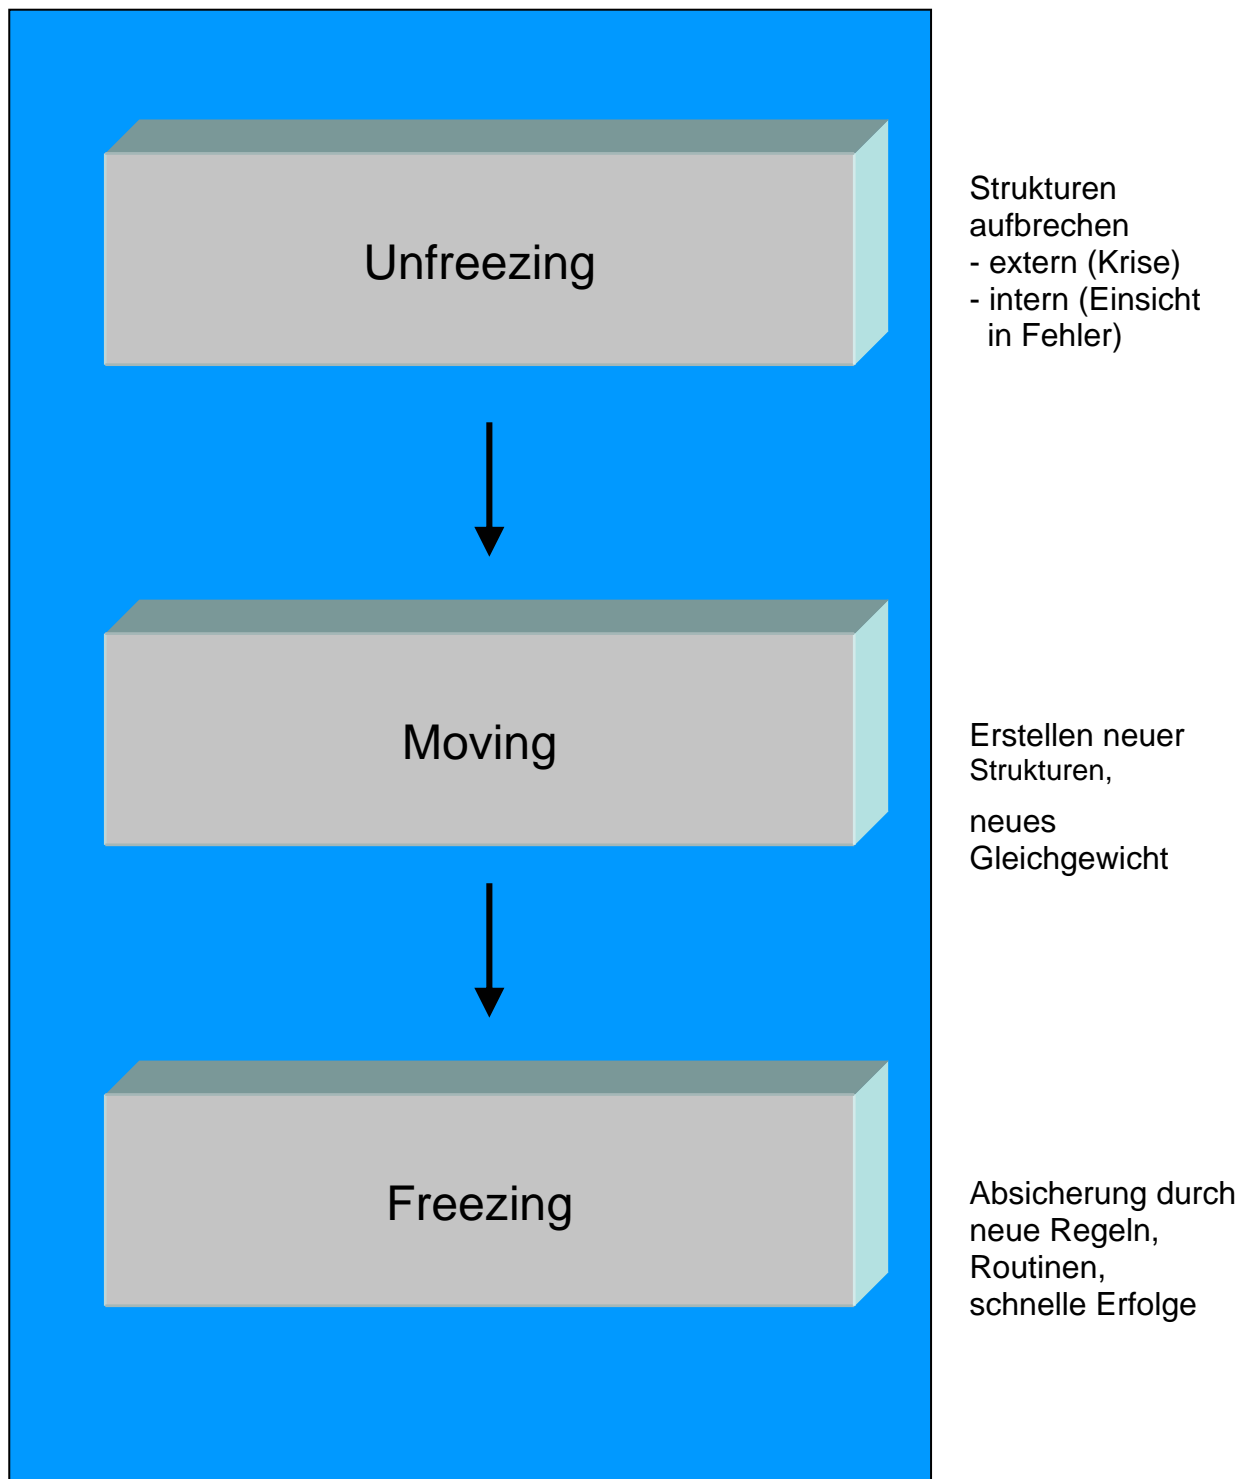 Unfreezing
Strukturen
aufbrechen
- extern (Krise)
- intern (Einsicht
in Fehler)
Moving
Erstellen neuer
Strukturen,
neues
Gleichgewicht
Freezing
Absicherung durch
neue Regeln,
Routinen,
schnelle Erfolge